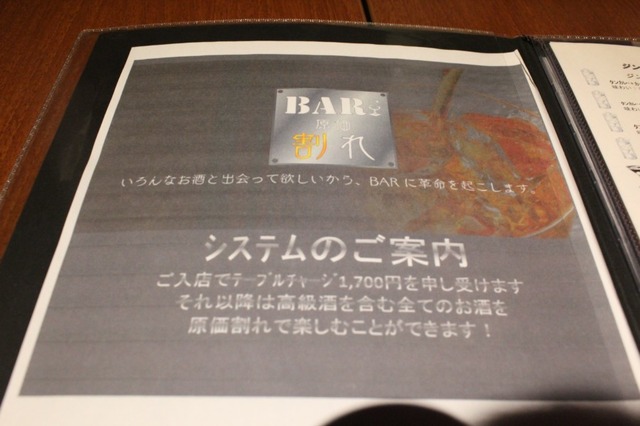 BAR
原価
割れ
いろんなお酒と出会って欲しいから、BARに革命を起こします。
システムのご案内
ご入店でテーブルチャージ1,700円を申し受けます
それ以降は高級酒を含む全てのお酒を
原価割れで楽しむことができます！